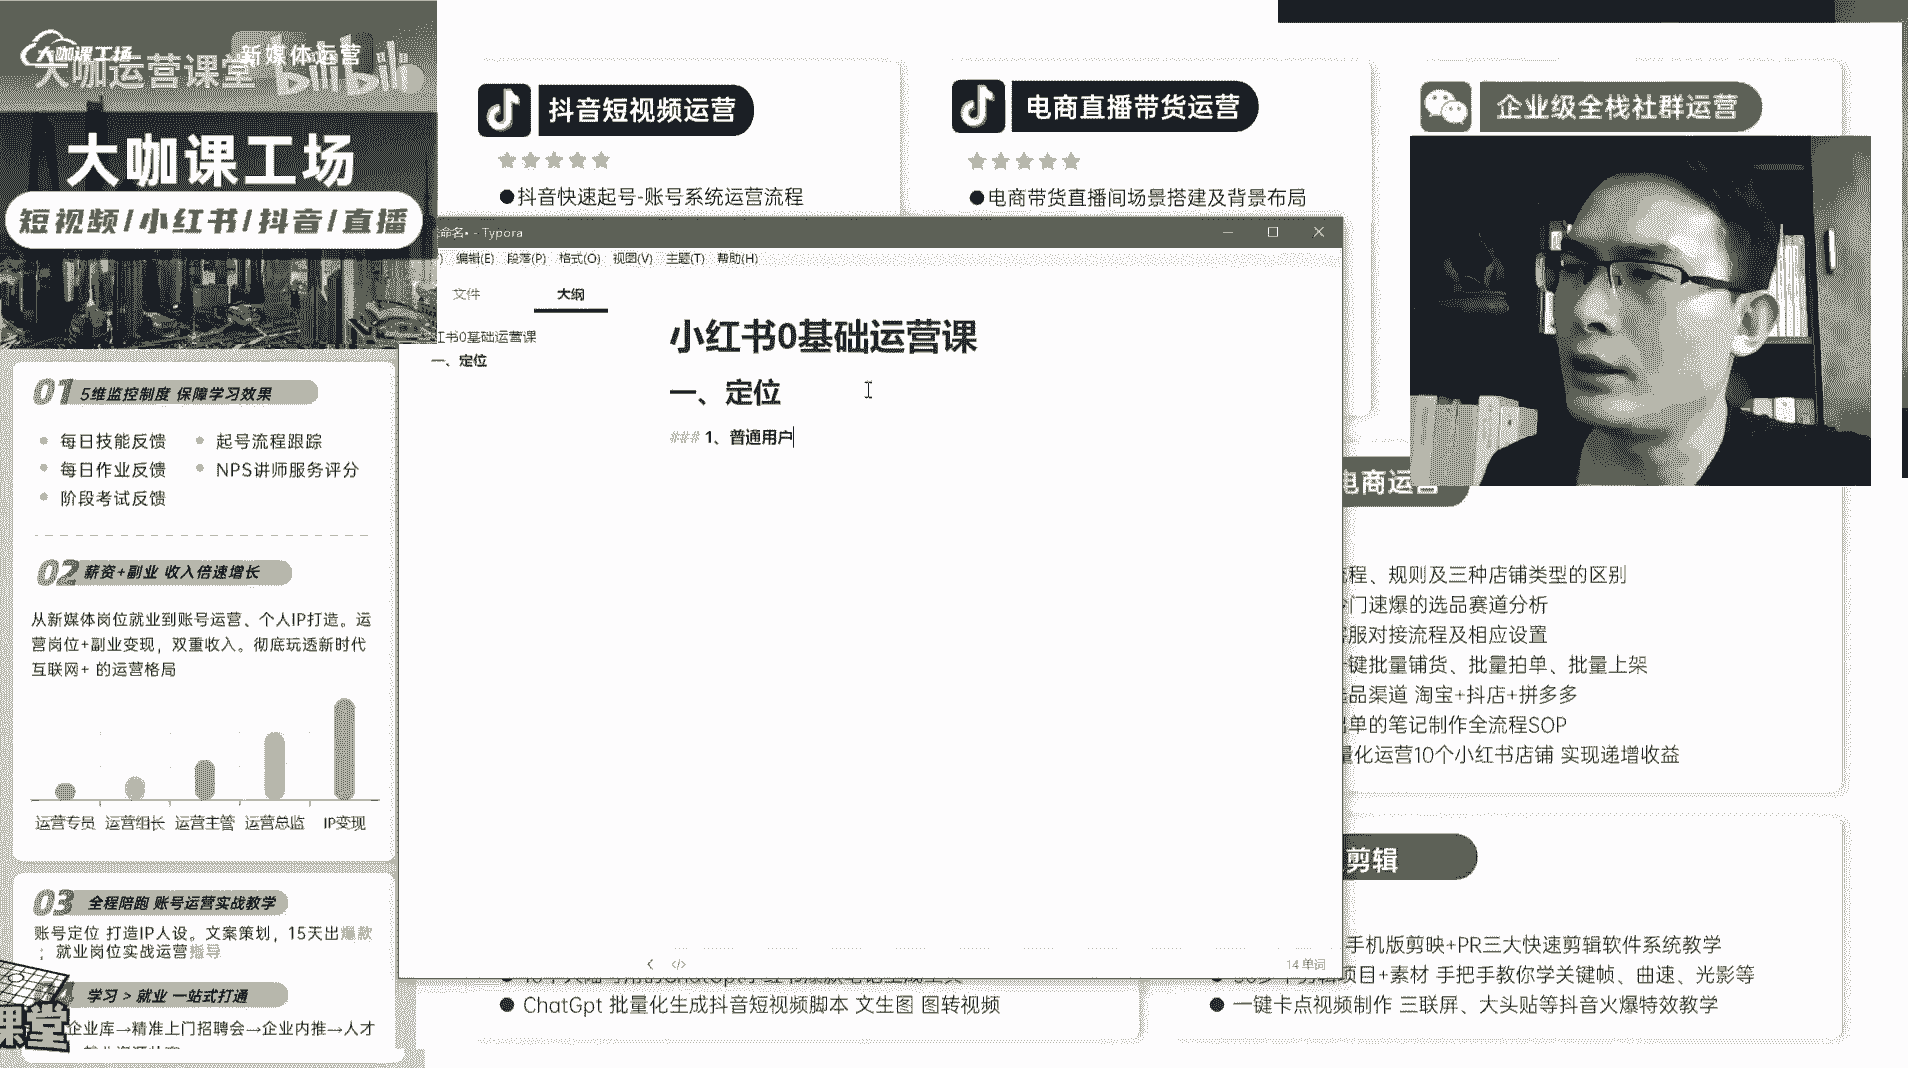 大咖课工场
新媒体运营
大咖运营课堂
bilibili
大咖课工场
短视频/小红书/抖音/直播
01 5维监控制度 保障学习效果
每日技能反馈
起号流程跟踪
每日作业反馈
NPS讲师服务评分
阶段考试反馈
02 薪资+副业 收入倍速增长
从新媒体岗位就业到账号运营、个人IP打造。运
营岗位+副业变现，双重收入。彻底玩透新时代
互联网+ 的运营格局
运营专员 运营组长 运营主管 运营总监 IP变现
03 全程陪跑 账号运营实战教学
账号定位 打造IP人设。文案策划，15天出爆款
；就业岗位实战运营指导
学习 > 就业 一站式打通
企业库→精准上门招聘会→企业内推→人才
课堂
抖音短视频运营
●抖音快速起号-账号系统运营流程
电商直播带货运营
●电商带货直播间场景搭建及背景布局
企业级全栈社群运营
命名• - Typora
) 编辑(E) 段落(P) 格式(O) 视图(V) 主题(T) 帮助(H)
文件 大纲
红书0基础运营课
一、定位
小红书0基础运营课
一、定位
### 1、普通用户
14 单词
电商运营
流程、规则及三种店铺类型的区别
门速爆的选品赛道分析
客服对接流程及相应设置
键批量铺货、批量拍单、批量上架
选品渠道 淘宝+抖店+拼多多
出单的笔记制作全流程SOP
量化运营10个小红书店铺 实现递增收益
剪辑
手机版剪映+PR三大快速剪辑软件系统教学
项目+素材 手把手教你学关键帧、曲速、光影等
● 一键卡点视频制作 三联屏、大头贴等抖音火爆特效教学
● ChatGpt 批量化生成抖音短视频脚本 文生图 图转视频